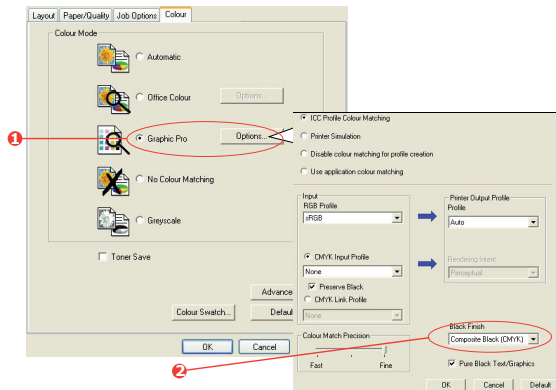 Layout
Paper/Quality
Job Options
Colour
Colour Mode
Automatic
Office Colour
Options...
1
Graphic Pro
Options...
No Colour Matching
Greyscale
Toner Save
Colour Swatch...
OK
Cancel
ICC Profile Colour Matching
Printer Simulation
Disable colour matching for profile creation
Use application colour matching
Input
RGB Profile
sRGB
Printer Output Profile
Profile
Auto
CMYK Input Profile
None
Rendering Intent
Perceptual
Preserve Black
CMYK Link Profile
None
Colour Match Precision
Fast
Fine
Black Finish
Composite Black (CMYK)
2
Pure Black Text/Graphics
OK
Cancel
Default